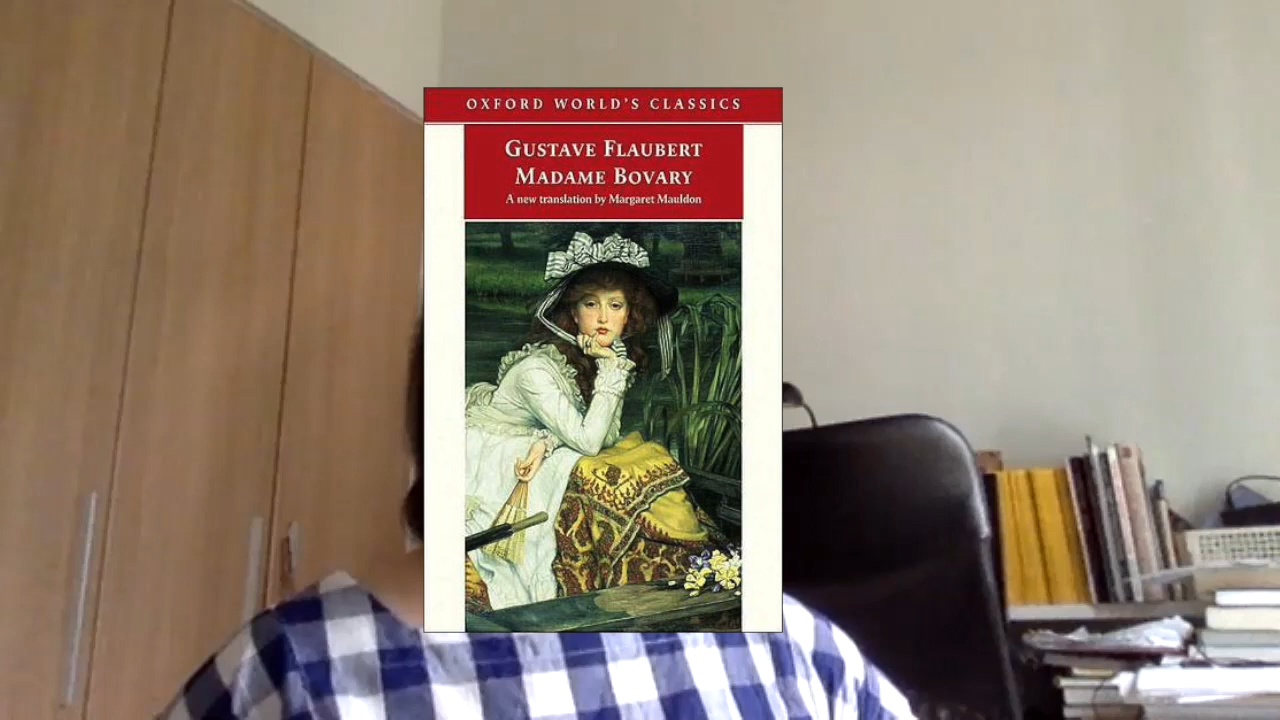 OXFORD WORLD'S CLASSICS
GUSTAVE FLAUBERT
MADAME BOVARY
A new translation by Margaret Mauldon